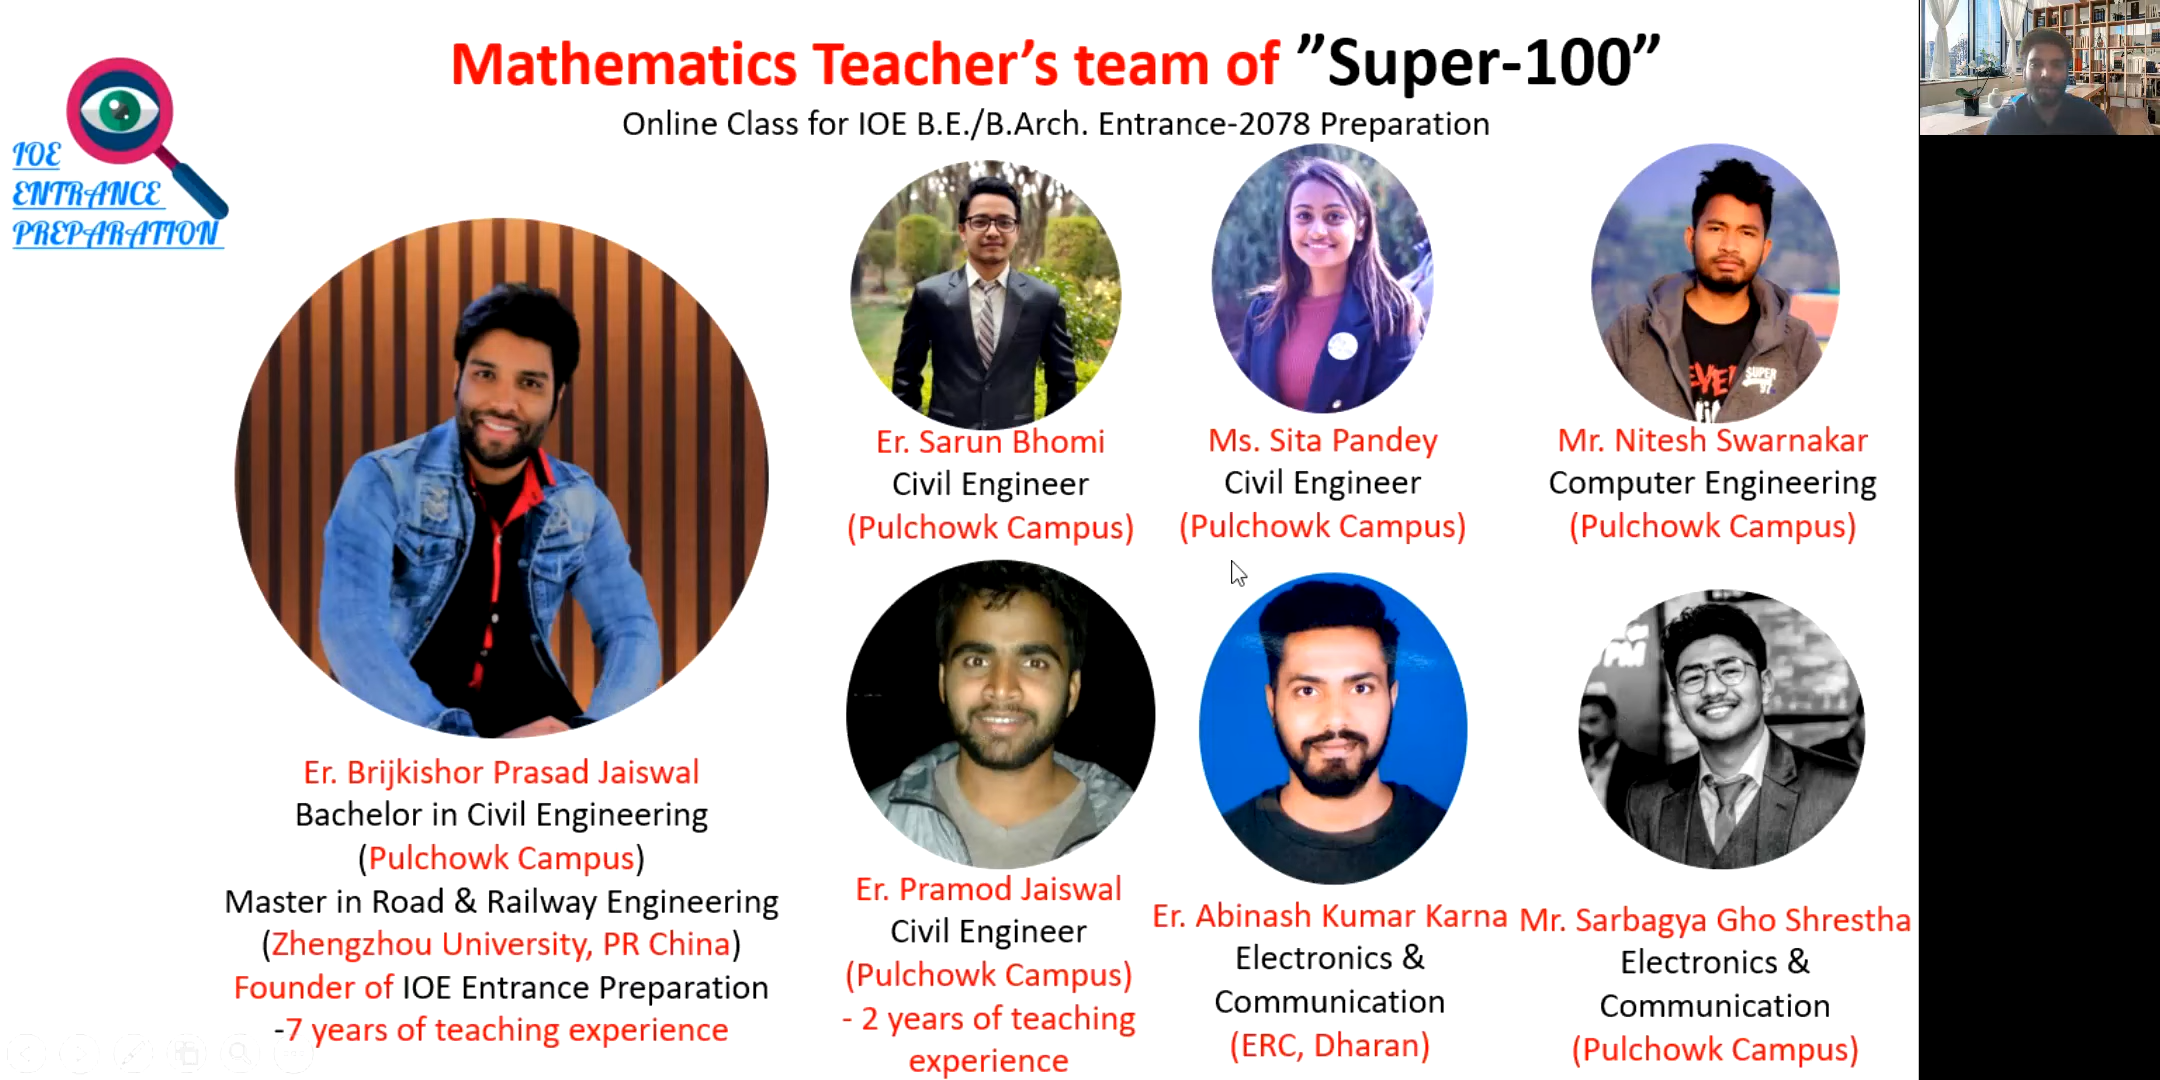 Mathematics Teacher’s team of ”Super-100”
Online Class for IOE B.E./B.Arch. Entrance-2078 Preparation
IOE
ENTRANCE
PREPARATION
Er. Brijkishor Prasad Jaiswal
Bachelor in Civil Engineering
(Pulchowk Campus)
Master in Road & Railway Engineering
(Zhengzhou University, PR China)
Founder of IOE Entrance Preparation
-7 years of teaching experience
Er. Sarun Bhomi
Civil Engineer
(Pulchowk Campus)
Ms. Sita Pandey
Civil Engineer
(Pulchowk Campus)
SUPER
Mr. Nitesh Swarnakar
Computer Engineering
(Pulchowk Campus)
Er. Pramod Jaiswal
Civil Engineer
(Pulchowk Campus)
- 2 years of teaching
experience
Er. Abinash Kumar Karna
Electronics &
Communication
(ERC, Dharan)
Mr. Sarbagya Gho Shrestha
Electronics &
Communication
(Pulchowk Campus)